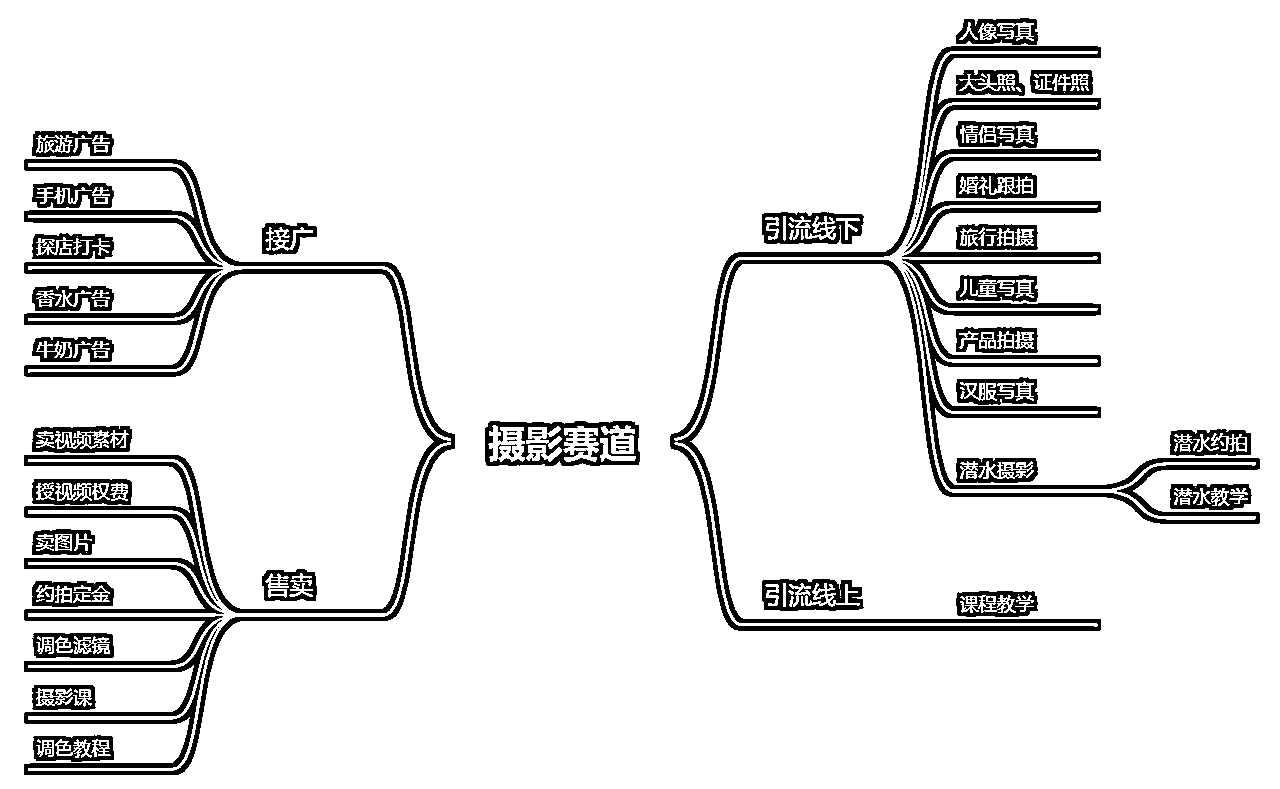 摄影赛道
引流线下
人像写真
大头照、证件照
情侣写真
婚礼跟拍
旅行拍摄
儿童写真
产品拍摄
汉服写真
潜水摄影
潜水约拍
潜水教学
引流线上
课程教学
接广
旅游广告
手机广告
探店打卡
香水广告
牛奶广告
售卖
卖视频素材
授视频权费
卖图片
约拍定金
调色滤镜
摄影课
调色教程